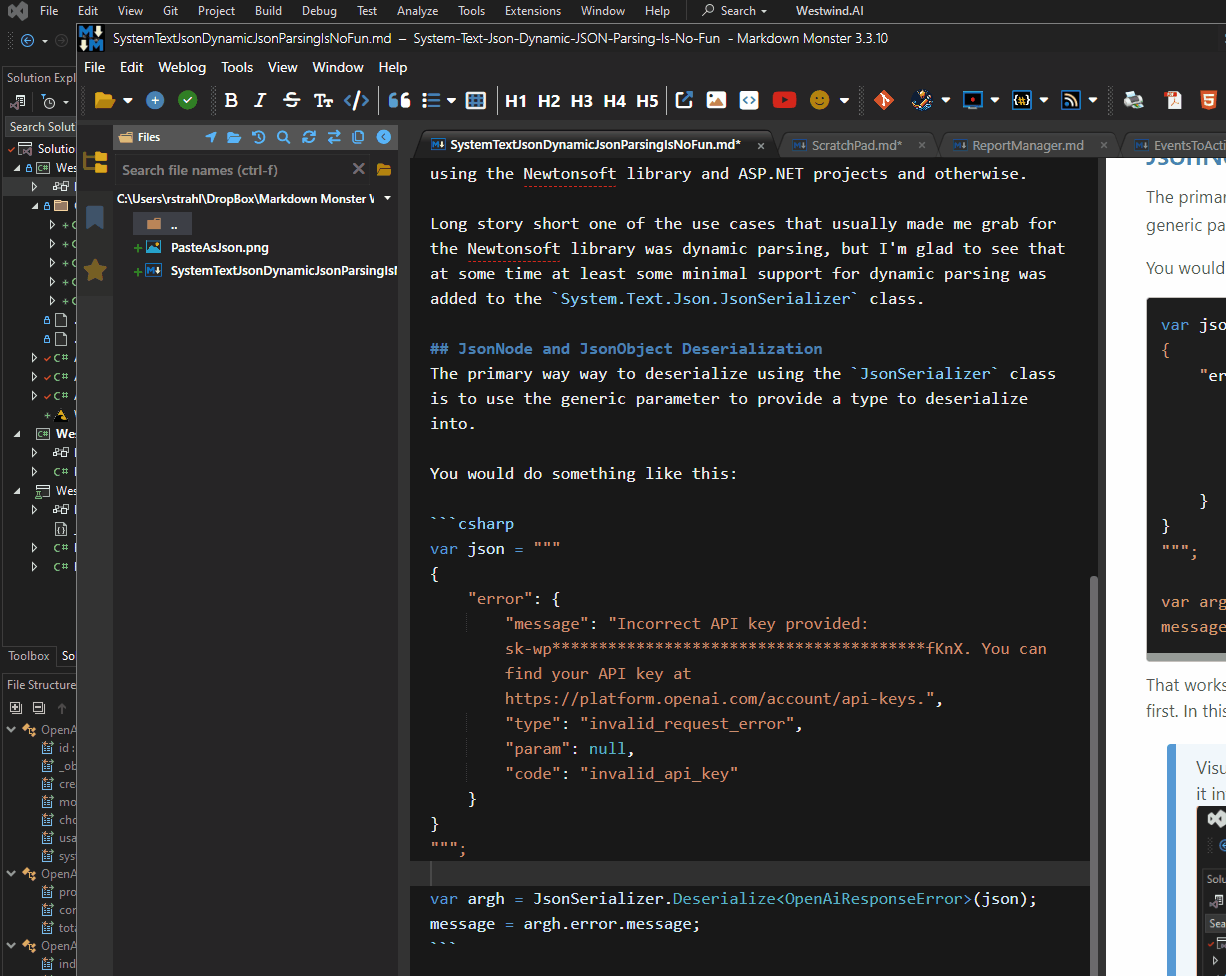 File Edit View Git Project Build Debug Test Analyze Tools Extensions Window Help Search Westwind.AI
SystemTextJsonDynamicJsonParsingIsNoFun.md – System-Text-Json-Dynamic-JSON-Parsing-Is-No-Fun - Markdown Monster 3.3.10
File Edit Weblog Tools View Window Help
B I S Tт </> H1 H2 H3 H4 H5
Solution Expl
Search Solut
Solutio
Wes
We
Wes
Toolbox So
File Structure
OpenA
id :
_ob
cre
mo
cho
usa
sys
OpenA
pro
cor
tota
OpenA
ind
Files
Search file names (ctrl-f)
C:\Users\rstrahl\DropBox\Markdown Monster W
..
PasteAsJson.png
SystemTextJsonDynamicJsonParsingIsN
SystemTextJsonDynamicJsonParsingIsNoFun.md* × ScratchPad.md* × ReportManager.md × EventsToActi
using the Newtonsoft library and ASP.NET projects and otherwise.
Long story short one of the use cases that usually made me grab for
the Newtonsoft library was dynamic parsing, but I'm glad to see that
at some time at least some minimal support for dynamic parsing was
added to the `System.Text.Json.JsonSerializer` class.
## JsonNode and JsonObject Deserialization
The primary way way to deserialize using the `JsonSerializer` class
is to use the generic parameter to provide a type to deserialize
into.
You would do something like this:
```csharp
var json = """
{
"error": {
"message": "Incorrect API key provided:
sk-wp****************************************fKnX. You can
find your API key at
https://platform.openai.com/account/api-keys.",
"type": "invalid_request_error",
"param": null,
"code": "invalid_api_key"
}
}
""";
var argh = JsonSerializer.Deserialize<OpenAiResponseError>(json);
message = argh.error.message;
```
JsonN
The primar
generic pa
You would
var jso
{
"er
}
}
""";
var arg
message
That works
first. In this
Visu
it in
Solu
Sea